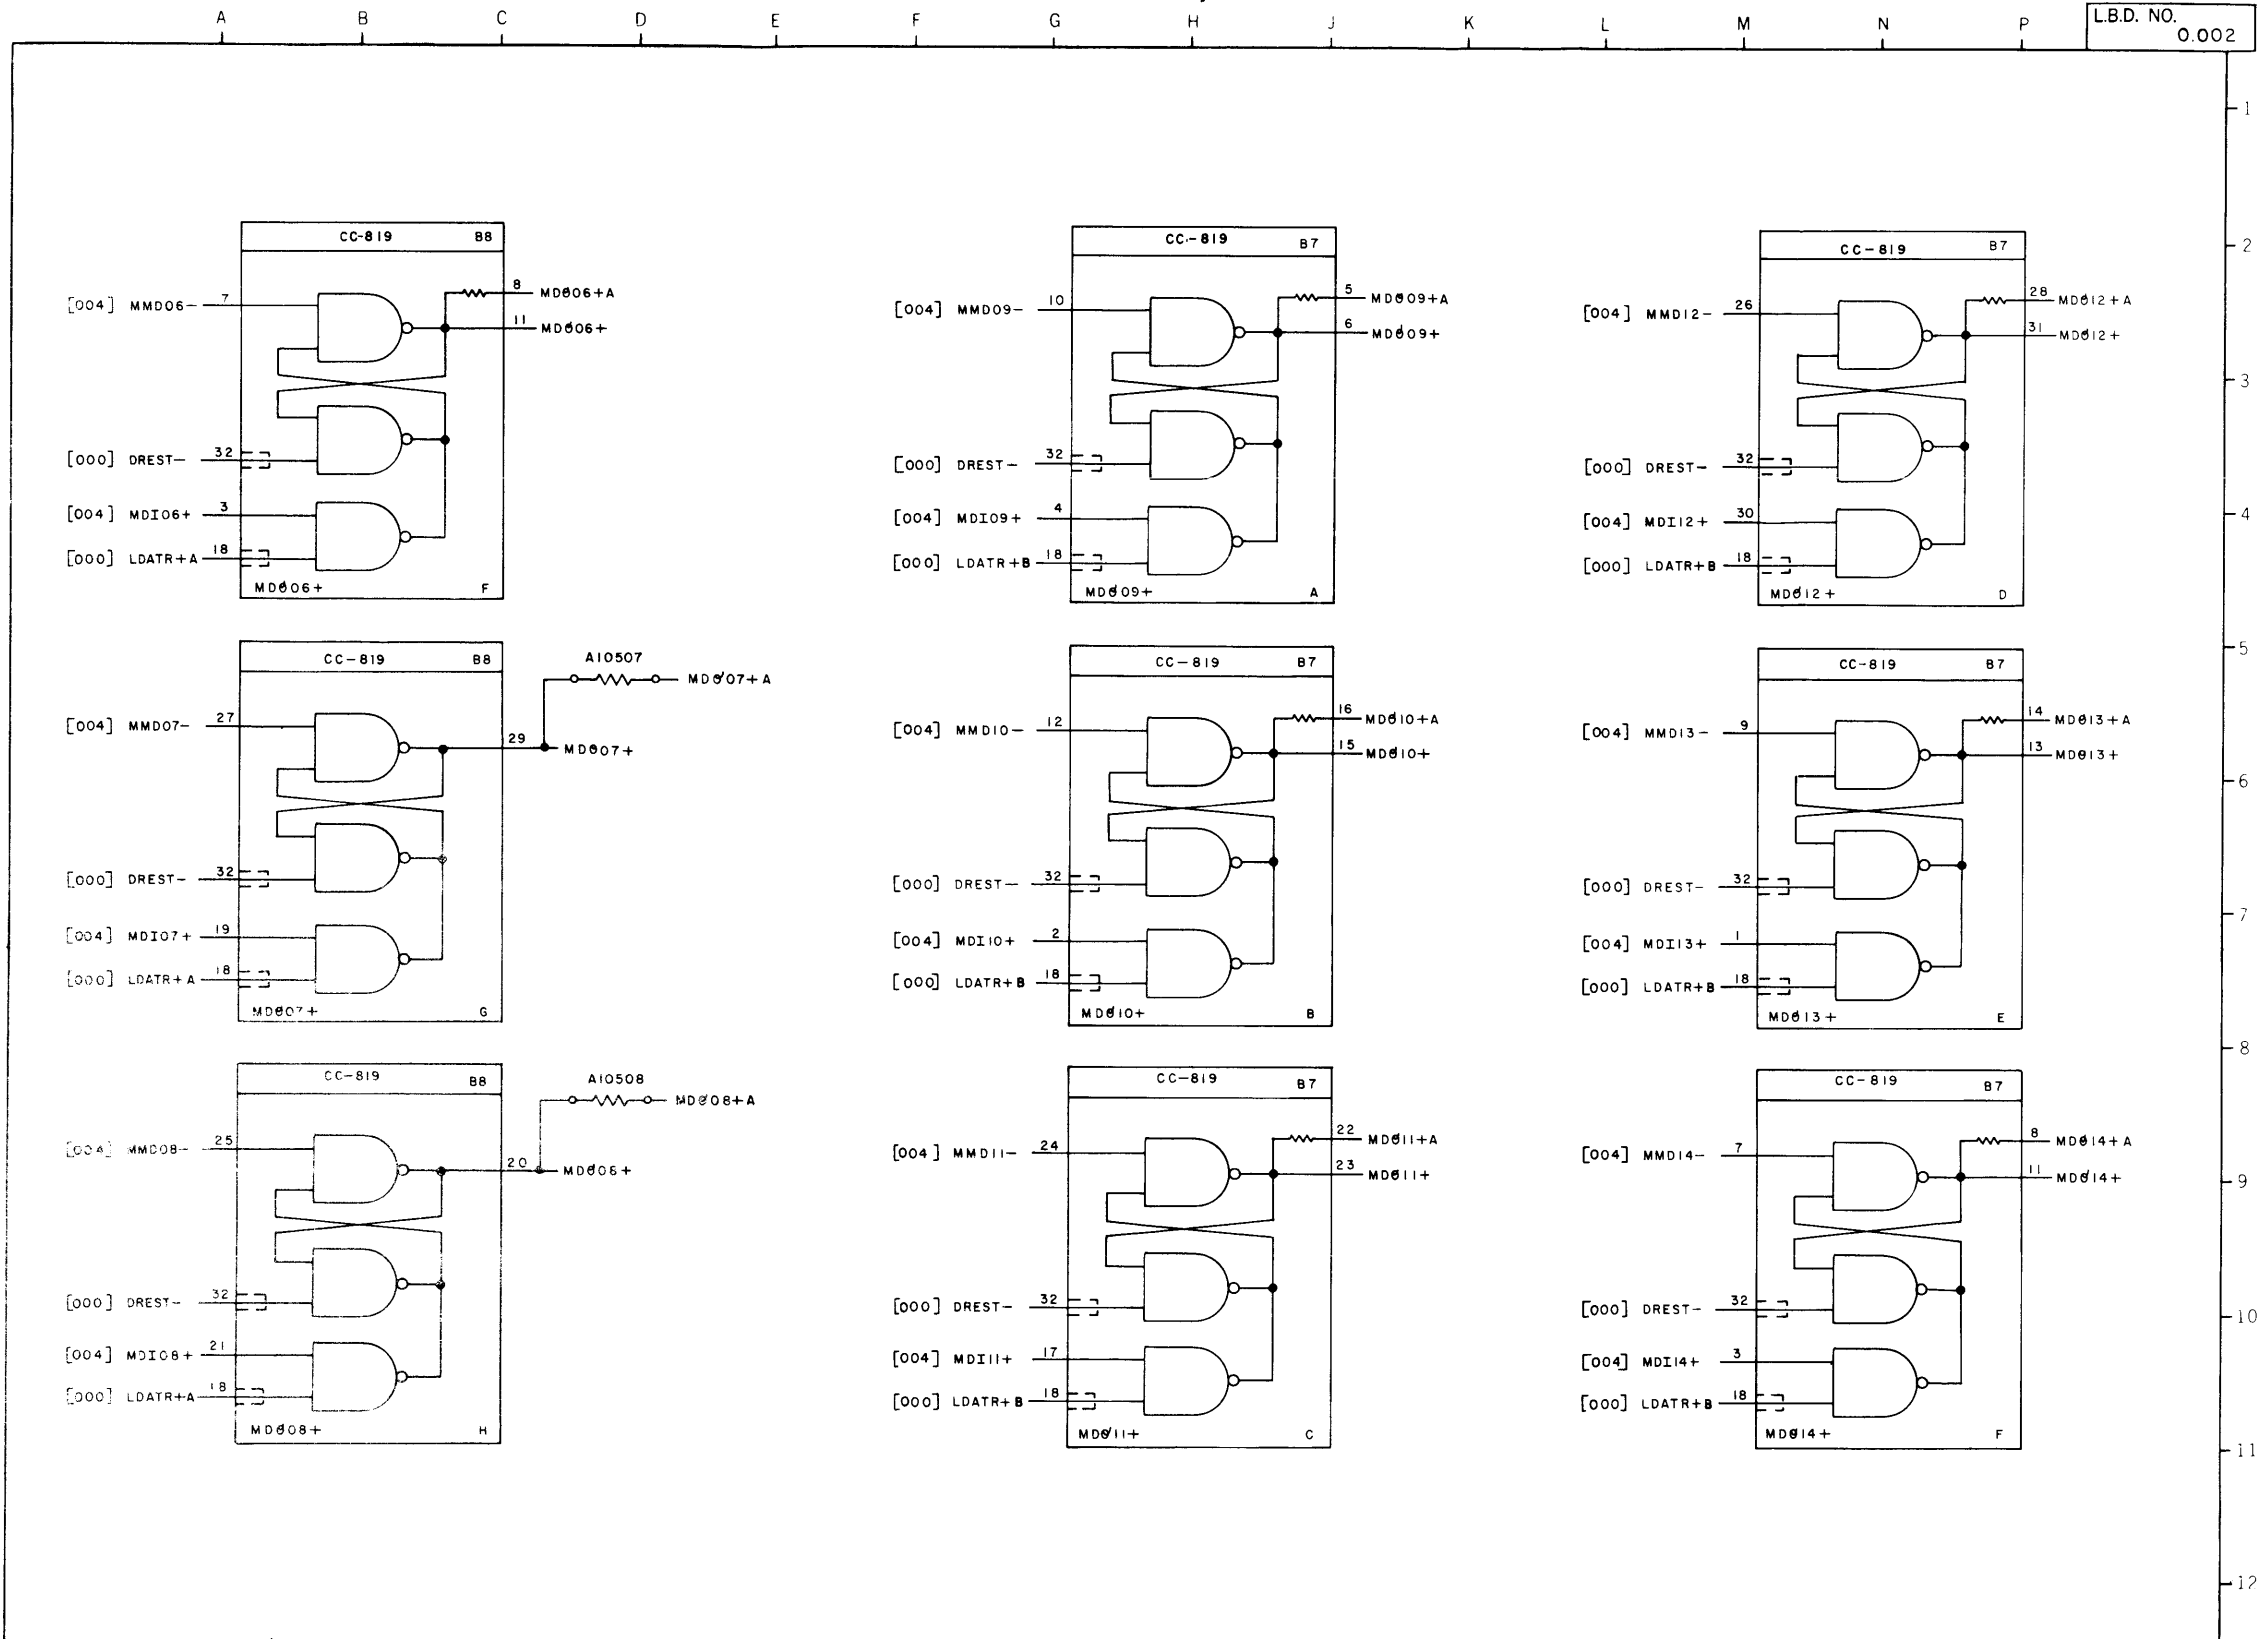 A B C D E F G H J K L M N P
L.B.D. NO.
0.002
1
2
3
4
5
6
7
8
9
10
11
12
CC-819 B8
[004] MMD06- 7
8 MDØ06+A
11 MDØ06+
[000] DREST- 32
[004] MDI06+ 3
[000] LDATR+A 18
MDØ06+ F
CC-819 B7
[004] MMD09- 10
5 MDØ09+A
6 MDØ09+
[000] DREST- 32
[004] MDI09+ 4
[000] LDATR+B 18
MDØ09+ A
CC-819 B7
[004] MMD12- 26
28 MDØ12+A
31 MDØ12+
[000] DREST- 32
[004] MDI12+ 30
[000] LDATR+B 18
MDØ12+ D
CC-819 B8
A10507
MDØ07+A
[004] MMD07- 27
29 MDØ07+
[000] DREST- 32
[004] MDI07+ 19
[000] LDATR+A 18
MDØ07+ G
CC-819 B7
[004] MMD10- 12
16 MDØ10+A
15 MDØ10+
[000] DREST- 32
[004] MDI10+ 2
[000] LDATR+B 18
MDØ10+ B
CC-819 B7
[004] MMD13- 9
14 MDØ13+A
13 MDØ13+
[000] DREST- 32
[004] MDI13+ 1
[000] LDATR+B 18
MDØ13+ E
CC-819 B8
A10508
MDØ08+A
[004] MMD08- 25
20 MDØ08+
[000] DREST- 32
[004] MDI08+ 21
[000] LDATR+A 18
MDØ08+ H
CC-819 B7
[004] MMD11- 24
22 MDØ11+A
23 MDØ11+
[000] DREST- 32
[004] MDI11+ 17
[000] LDATR+B 18
MDØ11+ C
CC-819 B7
[004] MMD14- 7
8 MDØ14+A
11 MDØ14+
[000] DREST- 32
[004] MDI14+ 3
[000] LDATR+B 18
MDØ14+ F